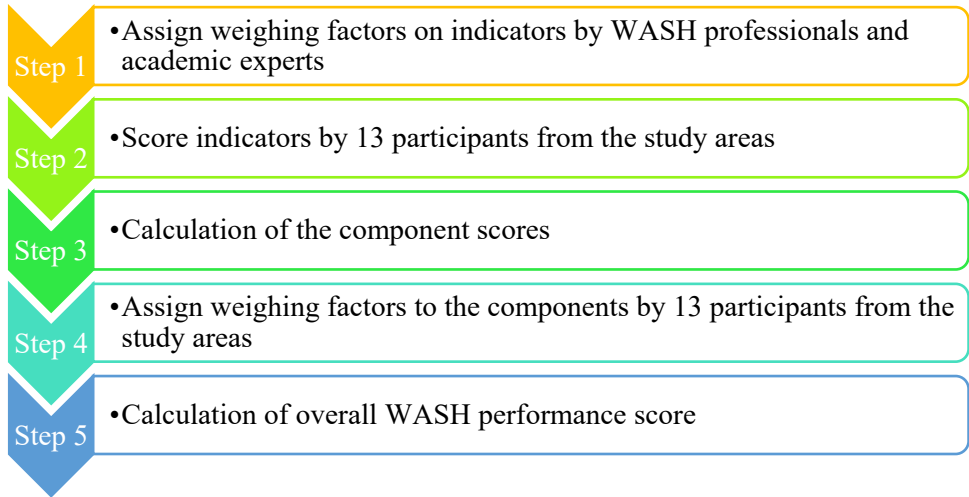 Step 1
•Assign weighing factors on indicators by WASH professionals and
academic experts
Step 2
•Score indicators by 13 participants from the study areas
Step 3
•Calculation of the component scores
Step 4
•Assign weighing factors to the components by 13 participants from the
study areas
Step 5
•Calculation of overall WASH performance score